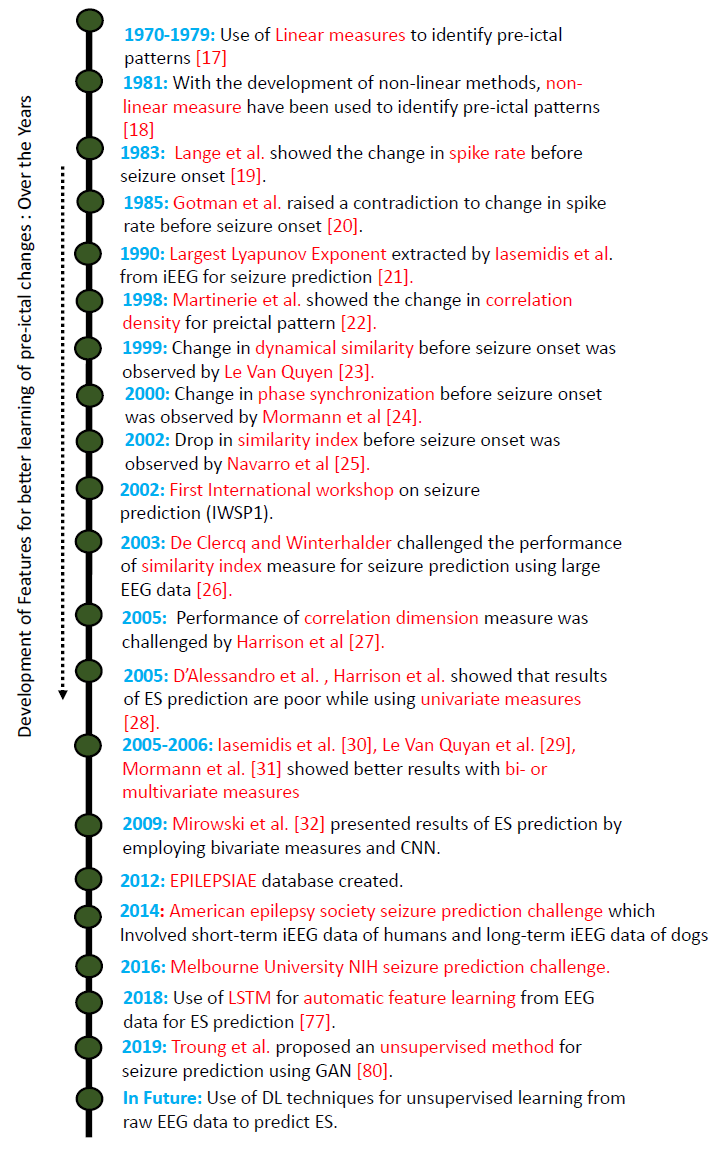 Development of Features for better learning of pre-ictal changes : Over the Years
1970-1979: Use of Linear measures to identify pre-ictal
patterns [17]
1981: With the development of non-linear methods, non-
linear measure have been used to identify pre-ictal patterns
[18]
1983: Lange et al. showed the change in spike rate before
seizure onset [19].
1985: Gotman et al. raised a contradiction to change in spike
rate before seizure onset [20].
1990: Largest Lyapunov Exponent extracted by Iasemidis et al.
from iEEG for seizure prediction [21].
1998: Martinerie et al. showed the change in correlation
density for preictal pattern [22].
1999: Change in dynamical similarity before seizure onset was
observed by Le Van Quyen [23].
2000: Change in phase synchronization before seizure onset
was observed by Mormann et al [24].
2002: Drop in similarity index before seizure onset was
observed by Navarro et al [25].
2002: First International workshop on seizure
prediction (IWSP1).
2003: De Clercq and Winterhalder challenged the performance
of similarity index measure for seizure prediction using large
EEG data [26].
2005: Performance of correlation dimension measure was
challenged by Harrison et al [27].
2005: D’Alessandro et al. , Harrison et al. showed that results
of ES prediction are poor while using univariate measures
[28].
2005-2006: Iasemidis et al. [30], Le Van Quyan et al. [29],
Mormann et al. [31] showed better results with bi- or
multivariate measures
2009: Mirowski et al. [32] presented results of ES prediction by
employing bivariate measures and CNN.
2012: EPILEPSIAE database created.
2014: American epilepsy society seizure prediction challenge which
Involved short-term iEEG data of humans and long-term iEEG data of dogs
2016: Melbourne University NIH seizure prediction challenge.
2018: Use of LSTM for automatic feature learning from EEG
data for ES prediction [77].
2019: Troung et al. proposed an unsupervised method for
seizure prediction using GAN [80].
In Future: Use of DL techniques for unsupervised learning from
raw EEG data to predict ES.